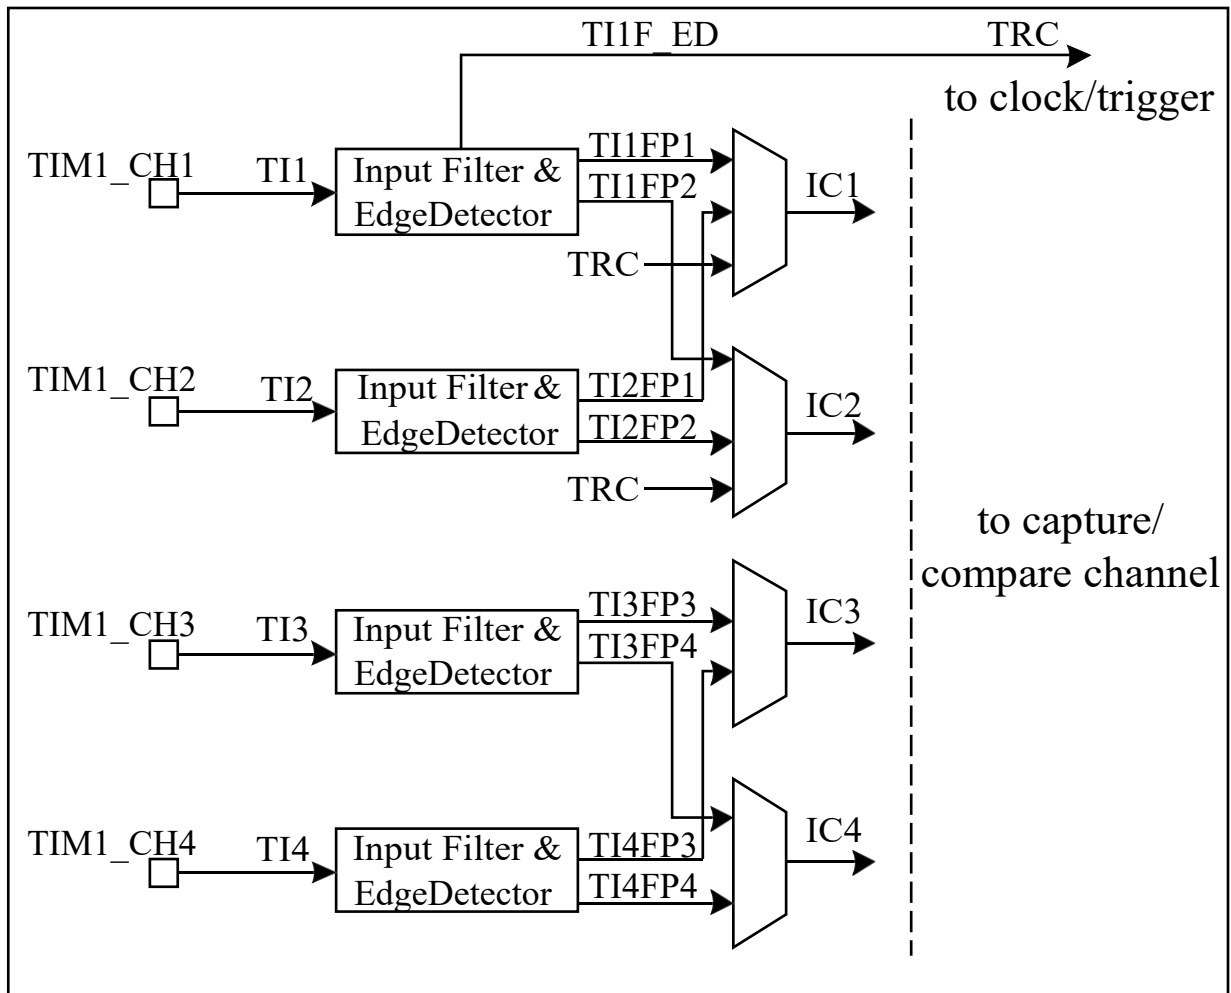 TI1F_ED
TRC
to clock/trigger
TIM1_CH1
TI1
Input Filter &
EdgeDetector
TI1FP1
TI1FP2
TRC
IC1
TIM1_CH2
TI2
Input Filter &
EdgeDetector
TI2FP1
TI2FP2
TRC
IC2
to capture/
compare channel
TIM1_CH3
TI3
Input Filter &
EdgeDetector
TI3FP3
TI3FP4
IC3
TIM1_CH4
TI4
Input Filter &
EdgeDetector
TI4FP3
TI4FP4
IC4